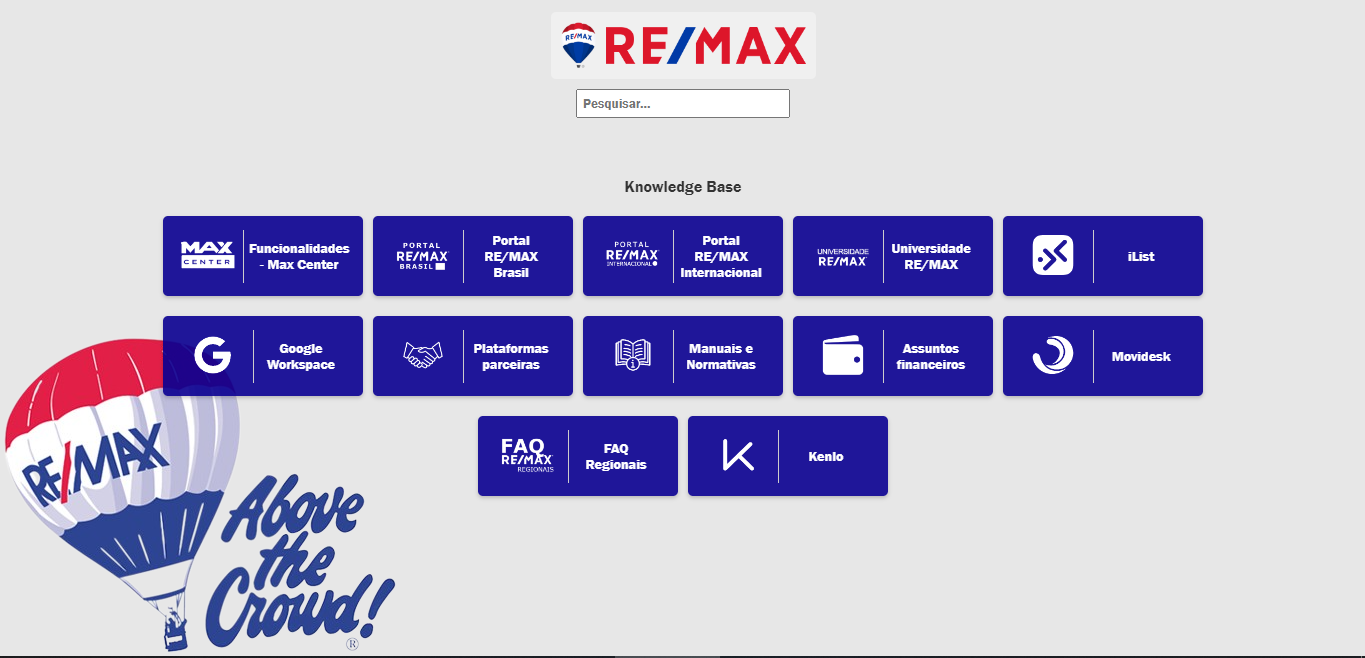 RE/MAX
RE/MAX
Pesquisar...
Knowledge Base
MAX
CENTER
Funcionalidades
- Max Center
PORTAL
RE/MAX
BRASIL
Portal
RE/MAX
Brasil
PORTAL
RE/MAX
INTERNACIONAL
Portal
RE/MAX
Internacional
UNIVERSIDADE
RE/MAX
Universidade
RE/MAX
iList
G
Google
Workspace
Plataformas
parceiras
Manuais e
Normativas
Assuntos
financeiros
Movidesk
FAQ
RE/MAX
REGIONAIS
FAQ
Regionais
Kenlo
RE/MAX
Above
the
Crowd!
®